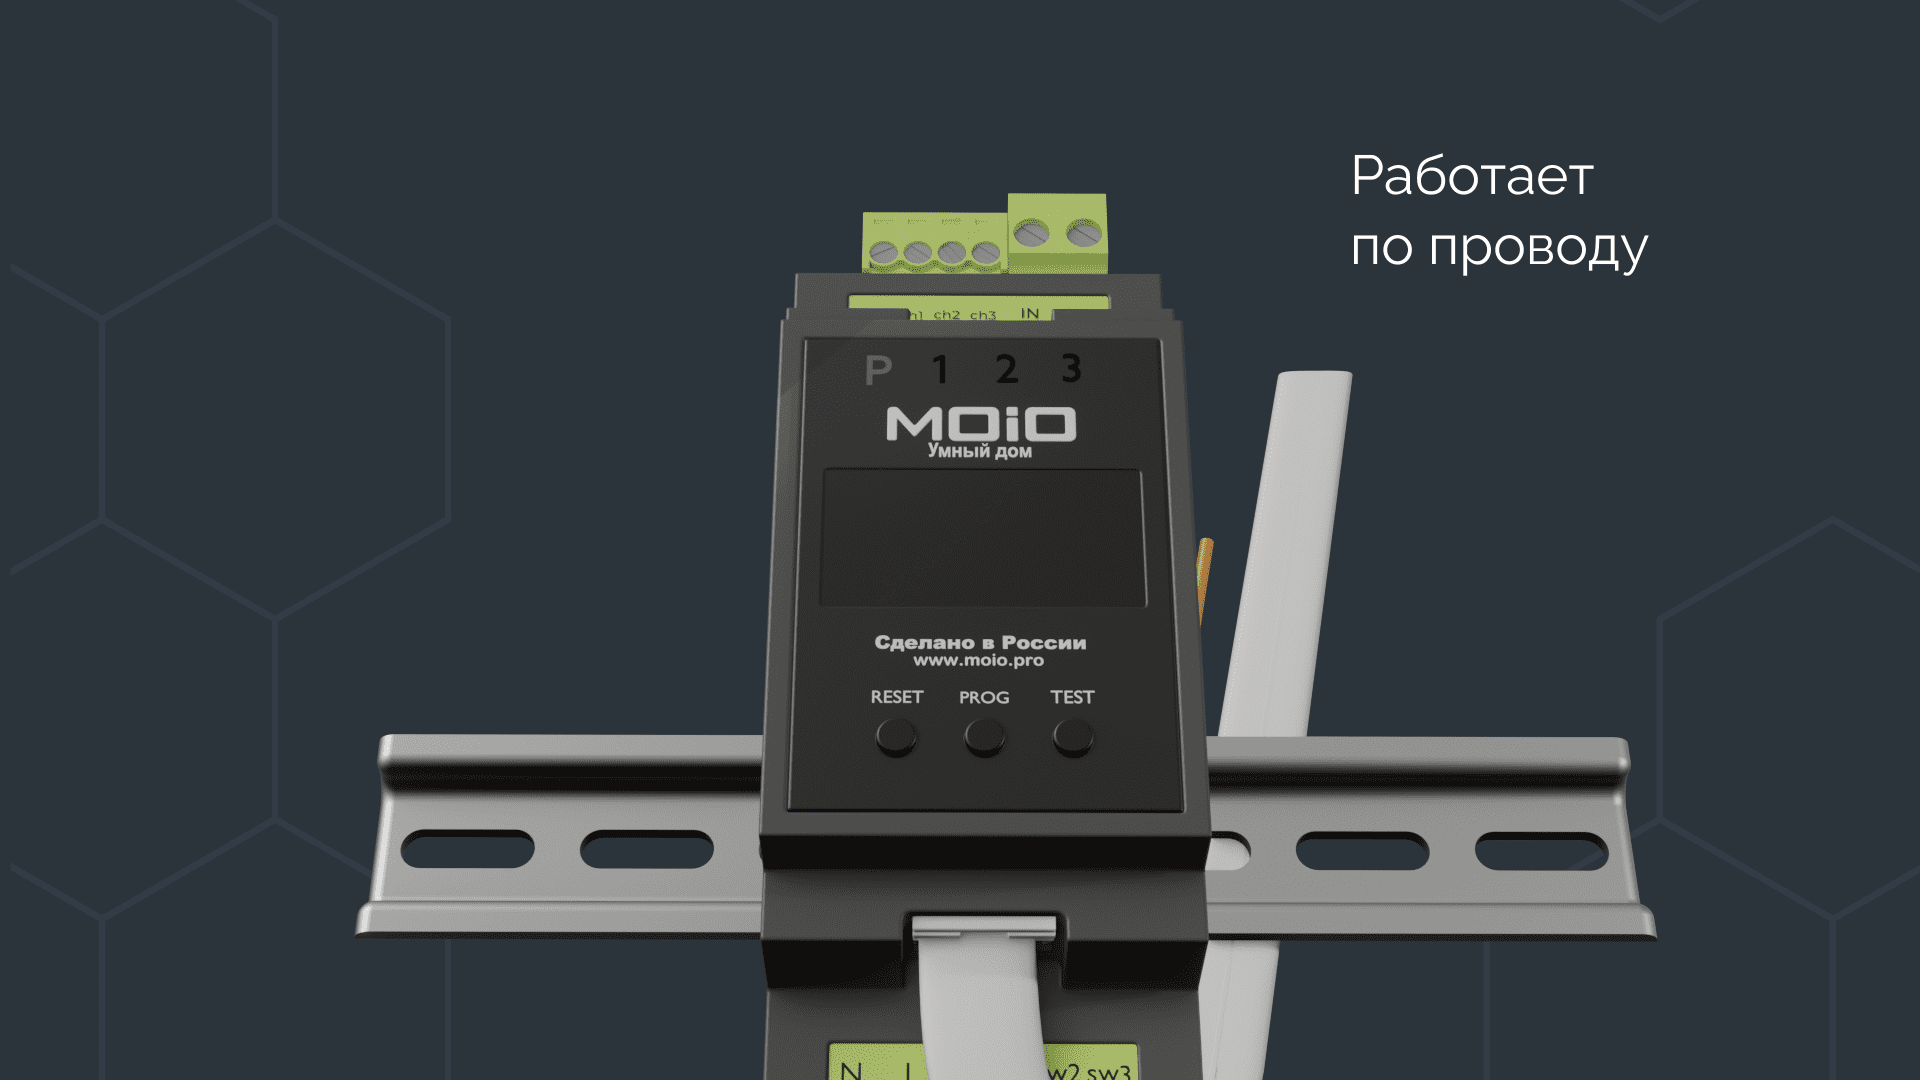 Работает
по проводу
ch2 ch3 IN
P 1 2 3
MOiO
Умный дом
Сделано в России
www.moio.pro
RESET PROG TEST
N
sw3